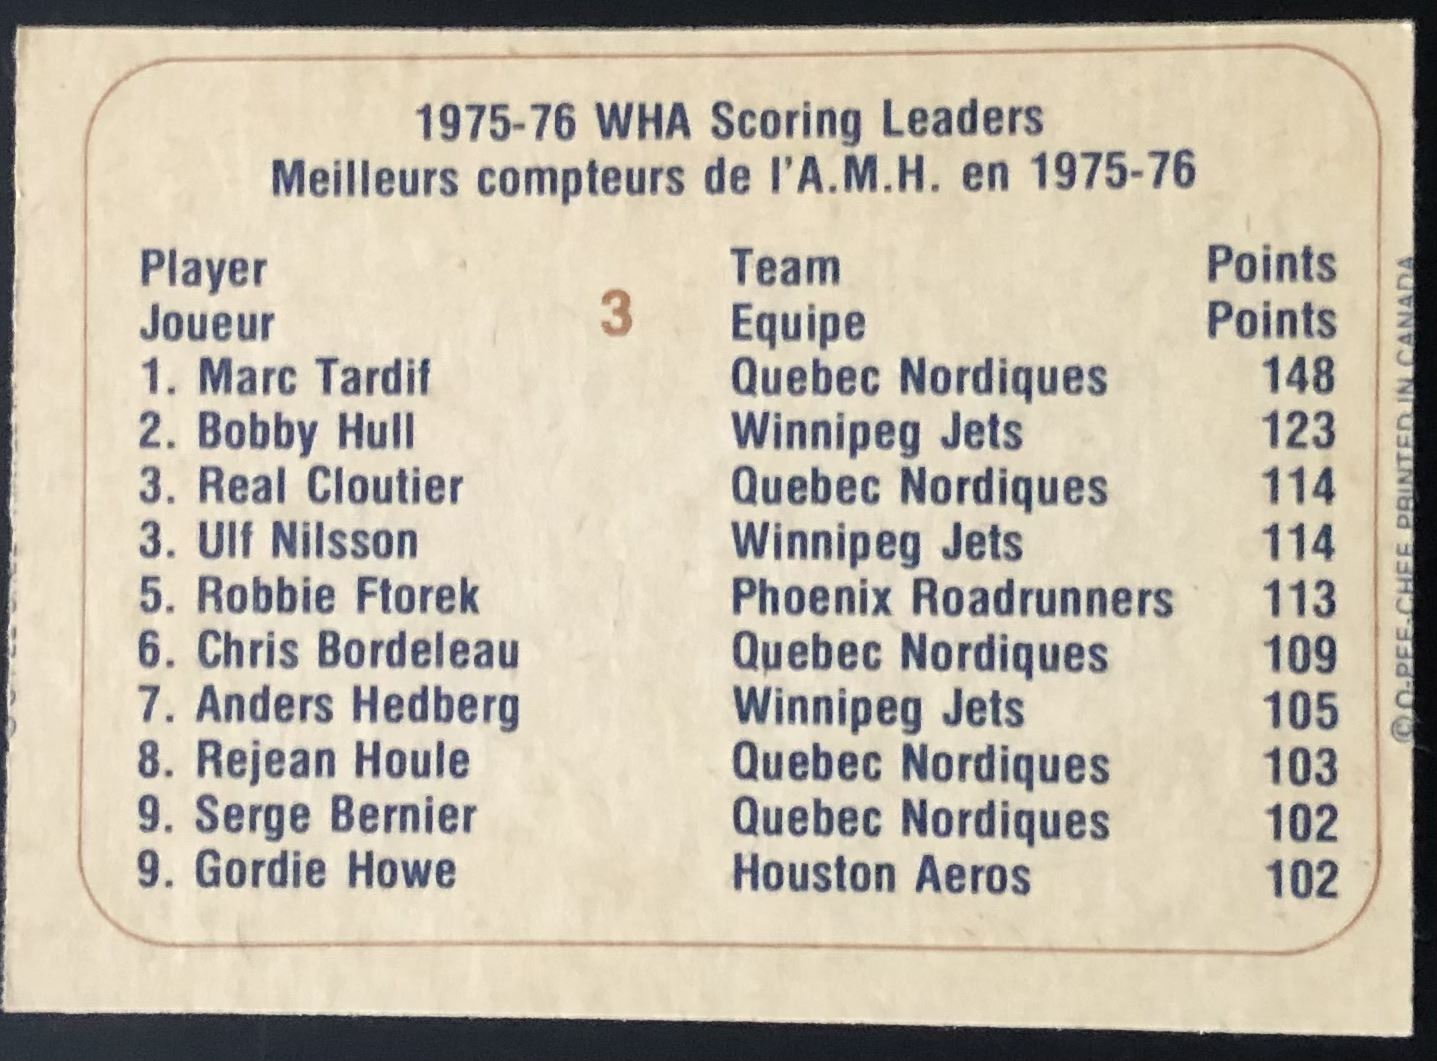 1975-76 WHA Scoring Leaders
Meilleurs compteurs de l'A.M.H. en 1975-76
Player Team Points
3
Joueur Equipe Points
1. Marc Tardif Quebec Nordiques 148
2. Bobby Hull Winnipeg Jets 123
3. Real Cloutier Quebec Nordiques 114
3. Ulf Nilsson Winnipeg Jets 114
5. Robbie Ftorek Phoenix Roadrunners 113
6. Chris Bordeleau Quebec Nordiques 109
7. Anders Hedberg Winnipeg Jets 105
8. Rejean Houle Quebec Nordiques 103
9. Serge Bernier Quebec Nordiques 102
9. Gordie Howe Houston Aeros 102
© O-PEE-CHEE PRINTED IN CANADA